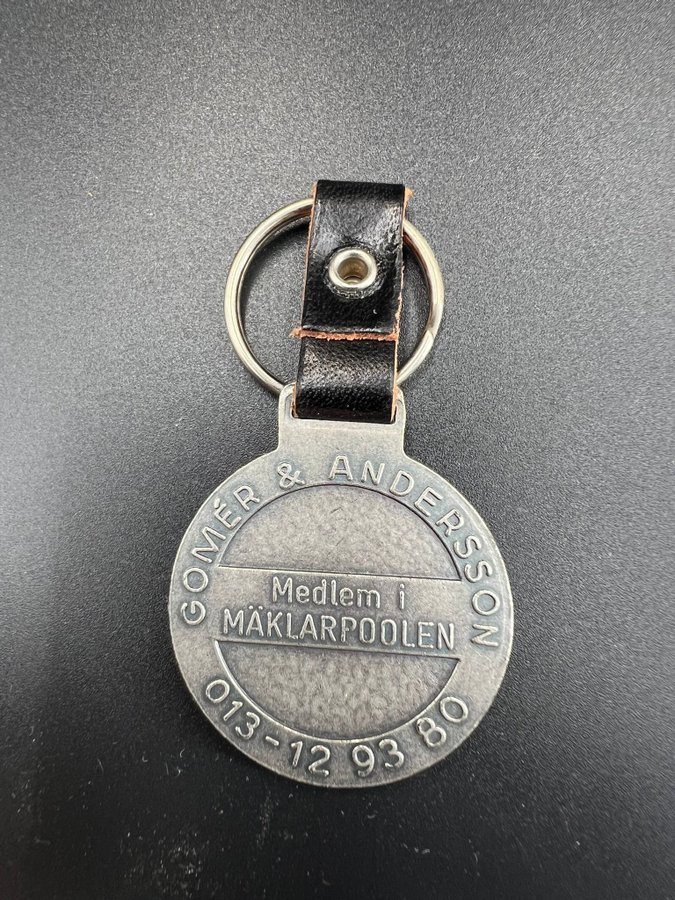 GOMÉR & ANDERSSON
Medlem i
MÄKLARPOOLEN
013-12 93 80